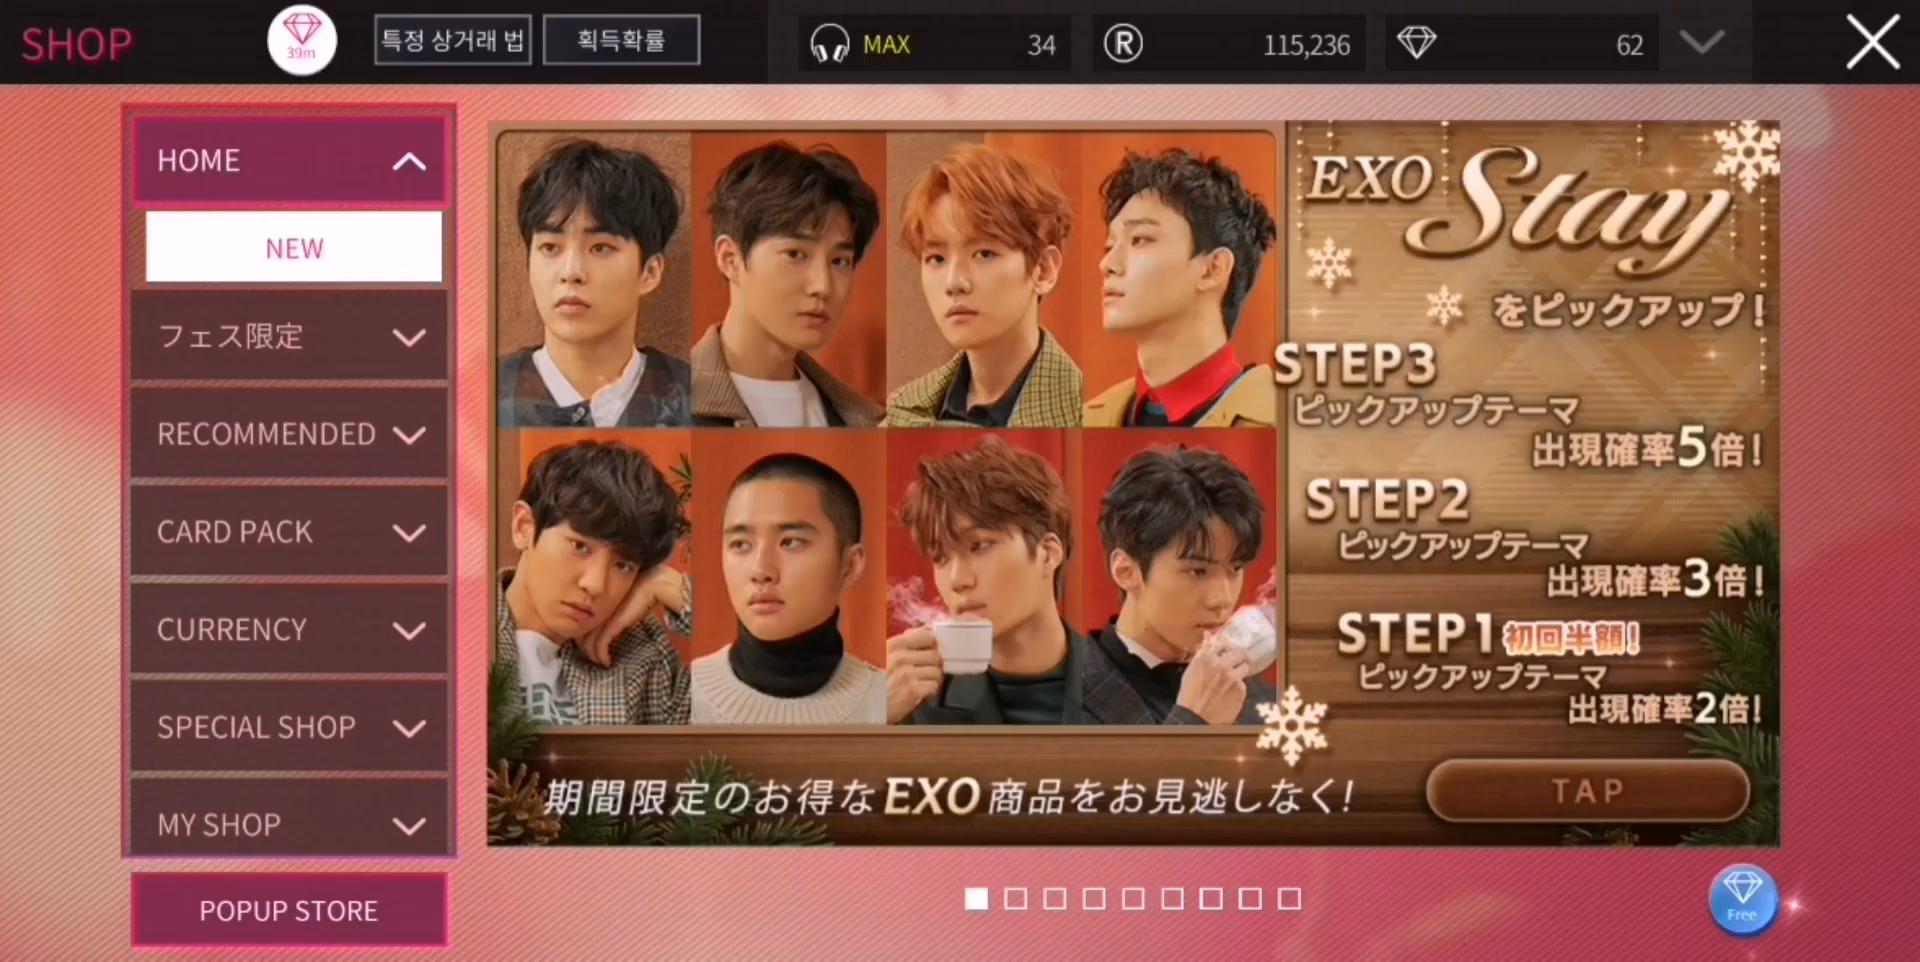 SHOP
39m
특정 상거래 법
획득확률
MAX
34
R
115,236
62
HOME
NEW
フェス限定
RECOMMENDED
CARD PACK
CURRENCY
SPECIAL SHOP
MY SHOP
POPUP STORE
EXO Stay
をピックアップ!
STEP3
ピックアップテーマ
出現確率5倍!
STEP2
ピックアップテーマ
出現確率3倍!
STEP1 初回半額!
ピックアップテーマ
出現確率2倍!
期間限定のお得なEXO商品をお見逃しなく!
TAP
Free